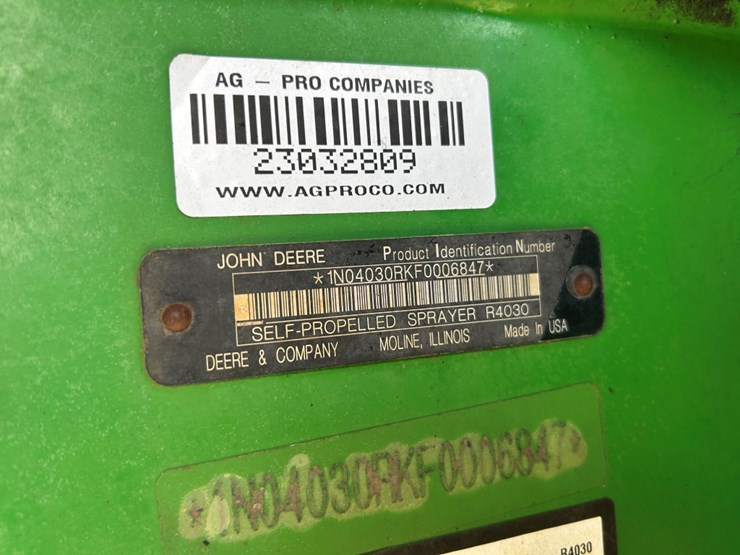 AG – PRO COMPANIES
23032809
WWW.AGPROCO.COM
JOHN DEERE Product Identification Number
*1N04030RKF0006847*
SELF-PROPELLED SPRAYER R4030
DEERE & COMPANY MOLINE, ILLINOIS Made In USA
*1N04030RKF0006847*
R4030